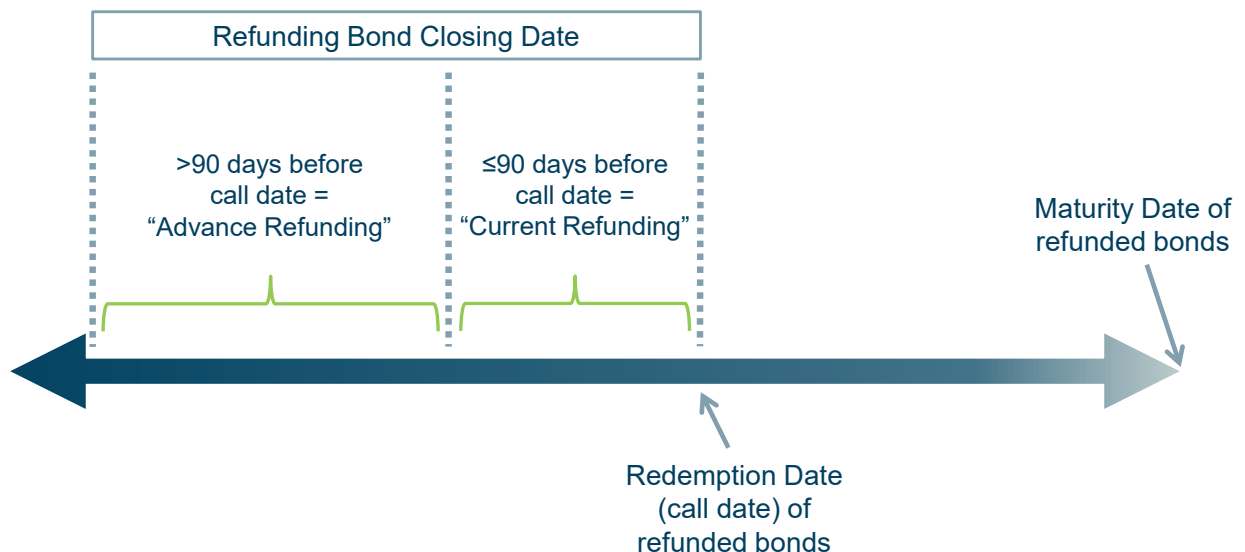 Refunding Bond Closing Date
>90 days before
call date =
“Advance Refunding”
≤90 days before
call date =
“Current Refunding”
Maturity Date of
refunded bonds
Redemption Date
(call date) of
refunded bonds